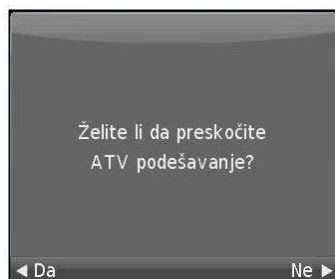 Želite li da preskočite
ATV podešavanje?
◀ Da
Ne ▶